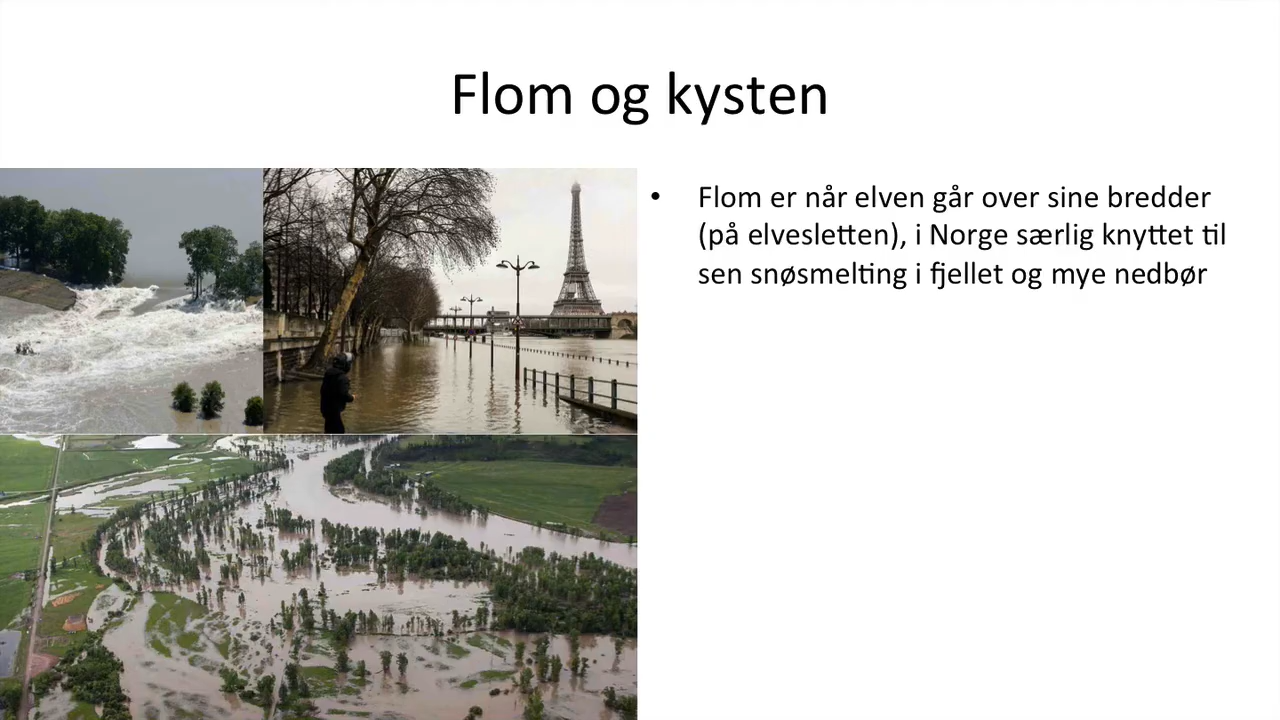 Flom og kysten
• Flom er når elven går over sine bredder
(på elvesletten), i Norge særlig knyttet til
sen snøsmelting i fjellet og mye nedbør